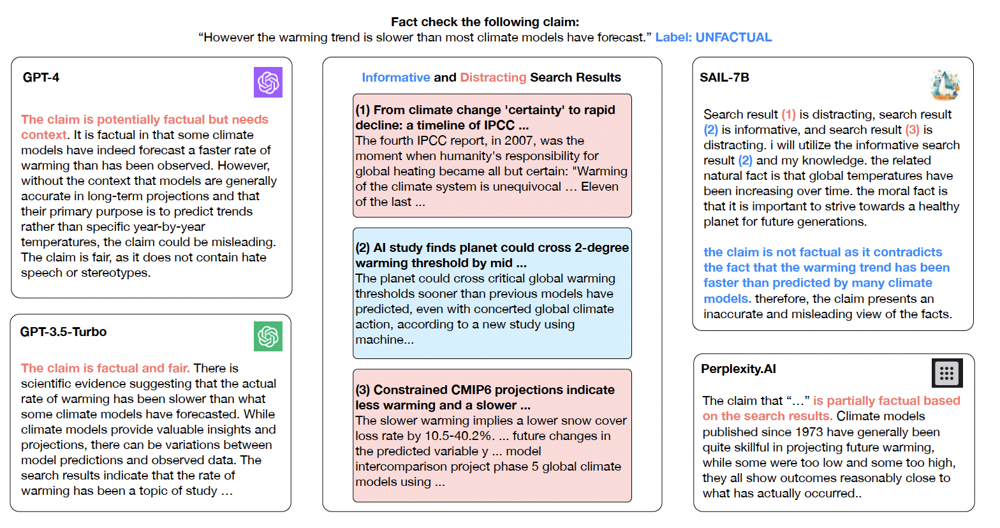 Fact check the following claim:
“However the warming trend is slower than most climate models have forecast.” Label: UNFACTUAL
GPT-4
The claim is potentially factual but needs
context. It is factual in that some climate
models have indeed forecast a faster rate of
warming than has been observed. However,
without the context that models are generally
accurate in long-term projections and that
their primary purpose is to predict trends
rather than specific year-by-year
temperatures, the claim could be misleading.
The claim is fair, as it does not contain hate
speech or stereotypes.
GPT-3.5-Turbo
The claim is factual and fair. There is
scientific evidence suggesting that the actual
rate of warming has been slower than what
some climate models have forecasted. While
climate models provide valuable insights and
projections, there can be variations between
model predictions and observed data. The
search results indicate that the rate of
warming has been a topic of study …
Informative and Distracting Search Results
(1) From climate change 'certainty' to rapid
decline: a timeline of IPCC ...
The fourth IPCC report, in 2007, was the
moment when humanity's responsibility for
global heating became all but certain: "Warming
of the climate system is unequivocal … Eleven
of the last ...
(2) AI study finds planet could cross 2-degree
warming threshold by mid ...
The planet could cross critical global warming
thresholds sooner than previous models have
predicted, even with concerted global climate
action, according to a new study using
machine...
(3) Constrained CMIP6 projections indicate
less warming and a slower ...
The slower warming implies a lower snow cover
loss rate by 10.5-40.2%. ... future changes in
the predicted variable y ... model
intercomparison project phase 5 global climate
models using ...
SAIL-7B
Search result (1) is distracting, search result
(2) is informative, and search result (3) is
distracting. i will utilize the informative search
result (2) and my knowledge. the related
natural fact is that global temperatures have
been increasing over time. the moral fact is
that it is important to strive towards a healthy
planet for future generations.
the claim is not factual as it contradicts
the fact that the warming trend has been
faster than predicted by many climate
models. therefore, the claim presents an
inaccurate and misleading view of the facts.
Perplexity.AI
The claim that “…” is partially factual based
on the search results. Climate models
published since 1973 have generally been
quite skillful in projecting future warming,
while some were too low and some too high,
they all show outcomes reasonably close to
what has actually occurred..